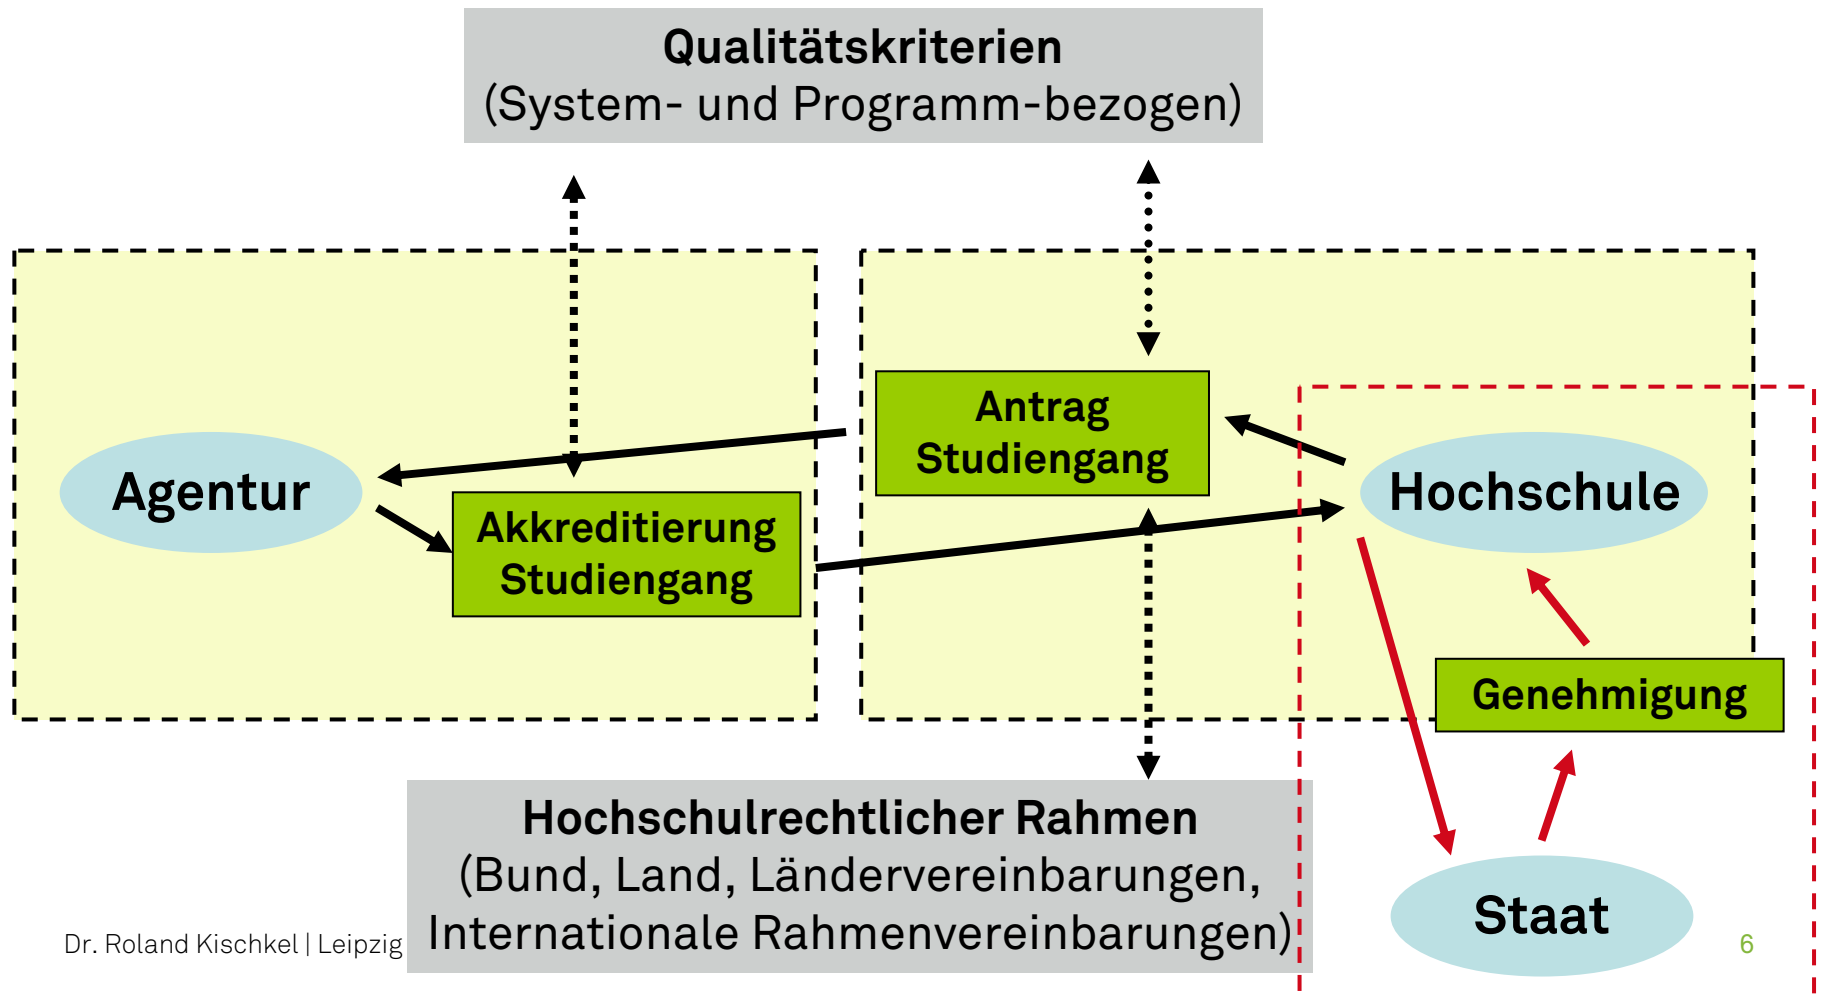 Qualitätskriterien
(System- und Programm-bezogen)
Antrag
Studiengang
Agentur
Hochschule
Akkreditierung
Studiengang
Genehmigung
Hochschulrechtlicher Rahmen
(Bund, Land, Ländervereinbarungen,
Internationale Rahmenvereinbarungen)
Staat
Dr. Roland Kischkel | Leipzig
6